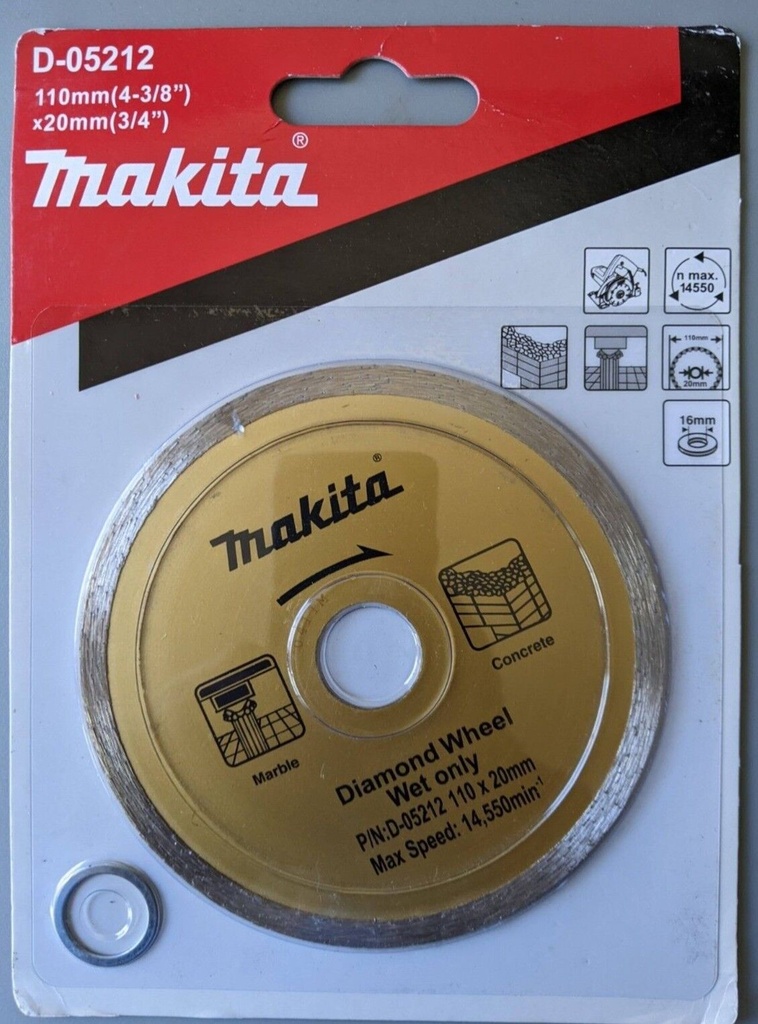 D-05212
110mm(4-3/8")
x20mm(3/4")
makita®
n max.
14550
110mm
20mm
16mm
makita®
Concrete
Marble
Diamond Wheel
Wet only
P/N:D-05212 110 x 20mm
Max Speed: 14,550min⁻¹